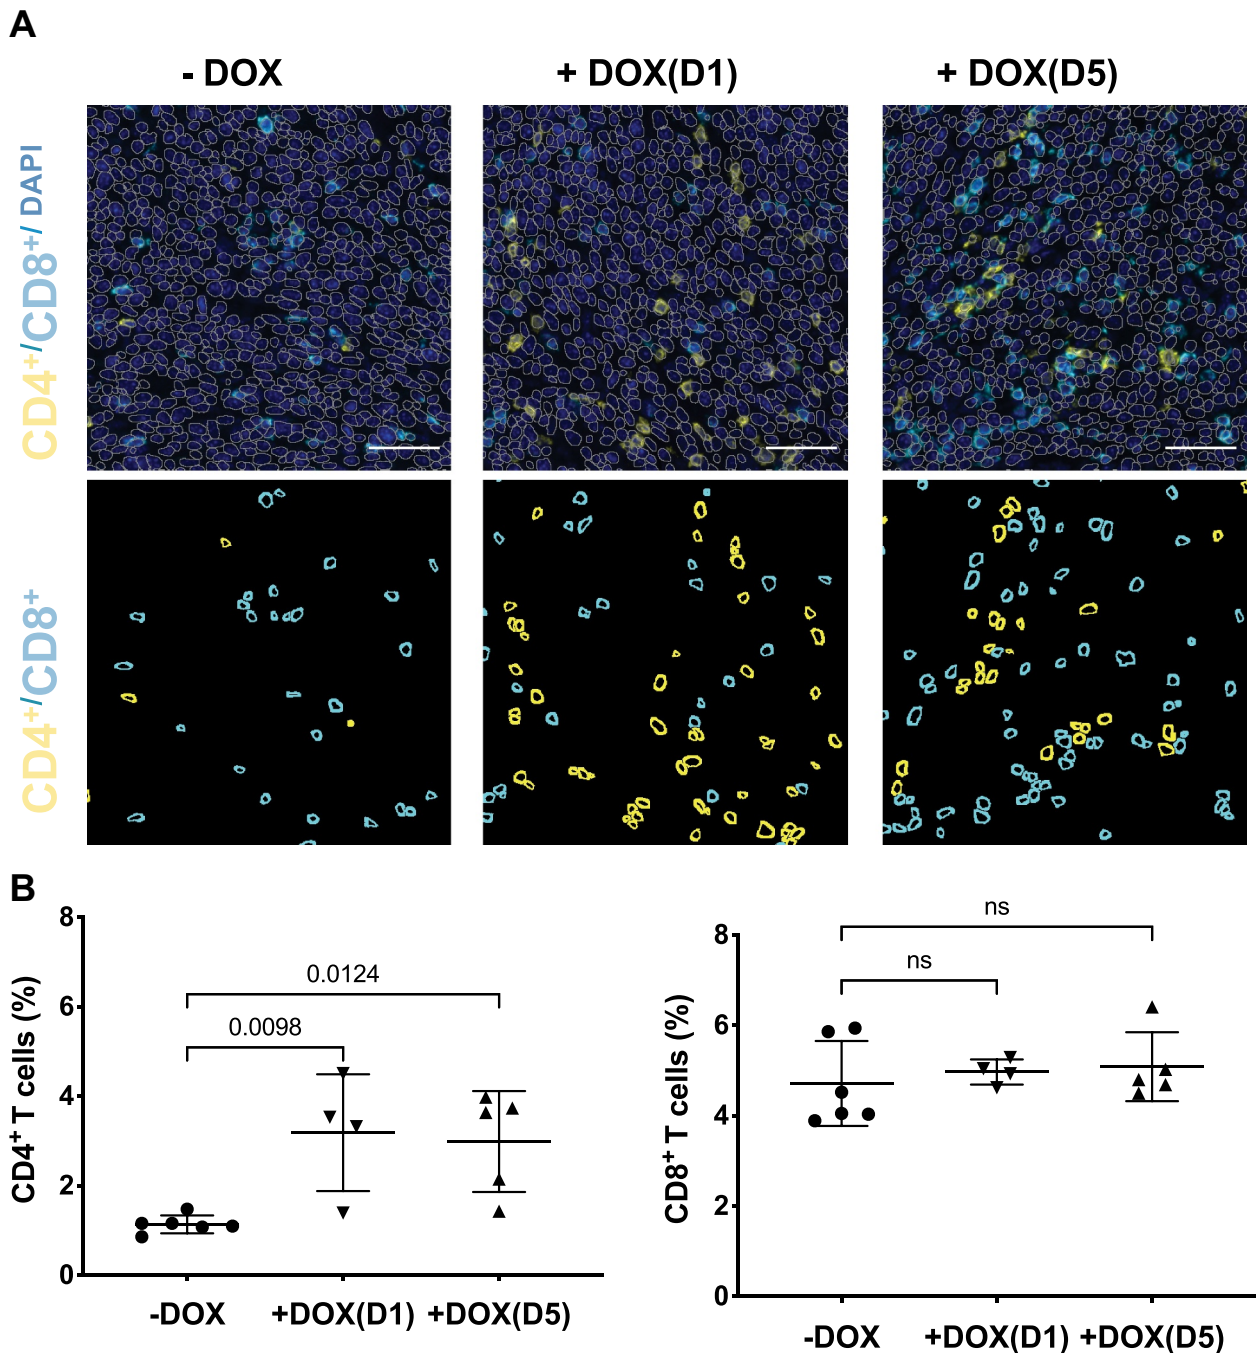 A
- DOX
+ DOX(D1)
+ DOX(D5)
CD4⁺/CD8⁺/ DAPI
CD4⁺/CD8⁺
B
CD4⁺ T cells (%)
8
6
4
2
0
0.0124
0.0098
-DOX
+DOX(D1)
+DOX(D5)
CD8⁺ T cells (%)
8
6
4
2
0
ns
ns
-DOX
+DOX(D1)
+DOX(D5)